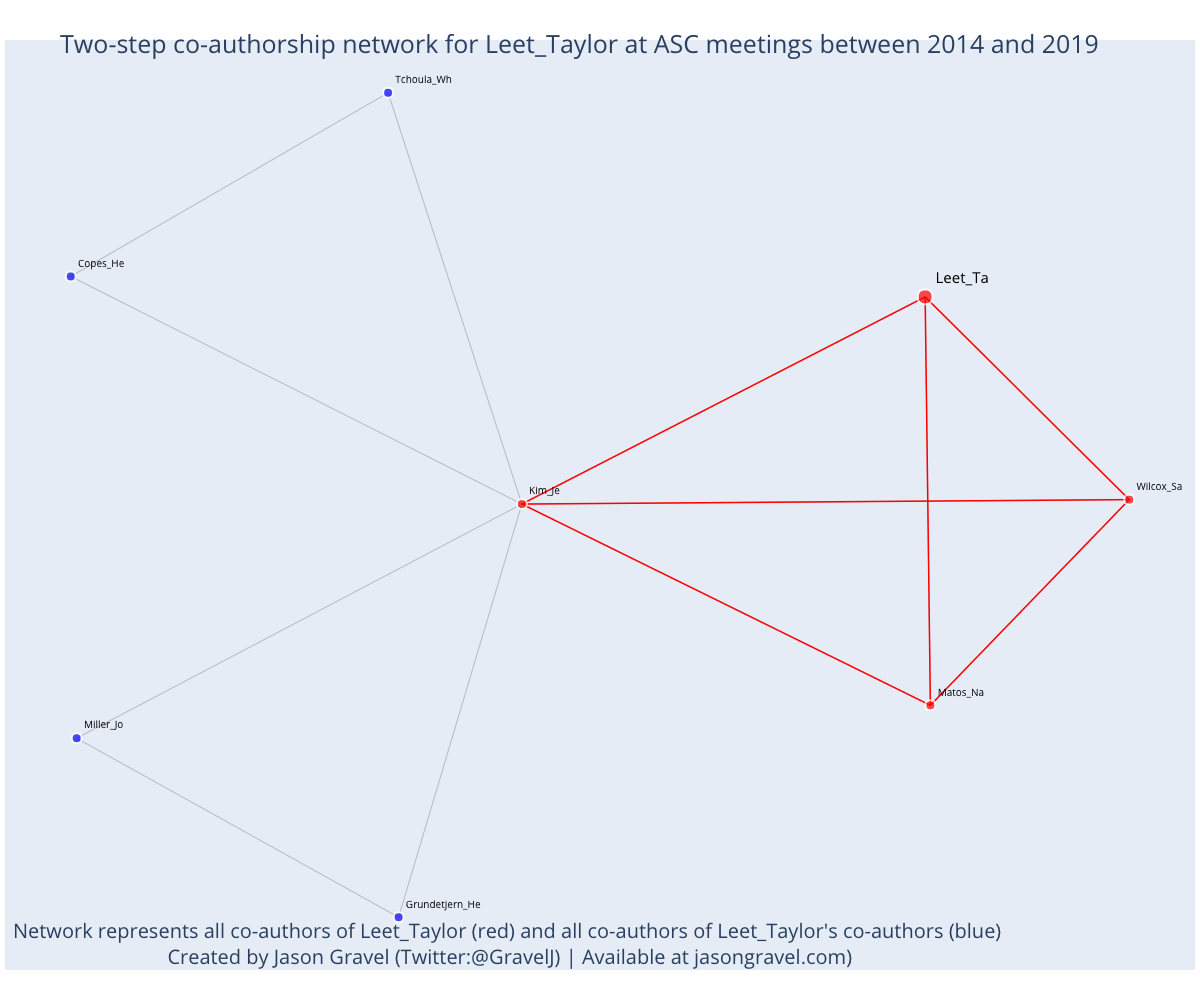 Two-step co-authorship network for Leet_Taylor at ASC meetings between 2014 and 2019
Tchoula_Wh
Copes_He
Leet_Ta
Kim_Je
Wilcox_Sa
Matos_Na
Miller_Jo
Grundetjern_He
Network represents all co-authors of Leet_Taylor (red) and all co-authors of Leet_Taylor's co-authors (blue)
Created by Jason Gravel (Twitter:@GravelJ) | Available at jasongravel.com)